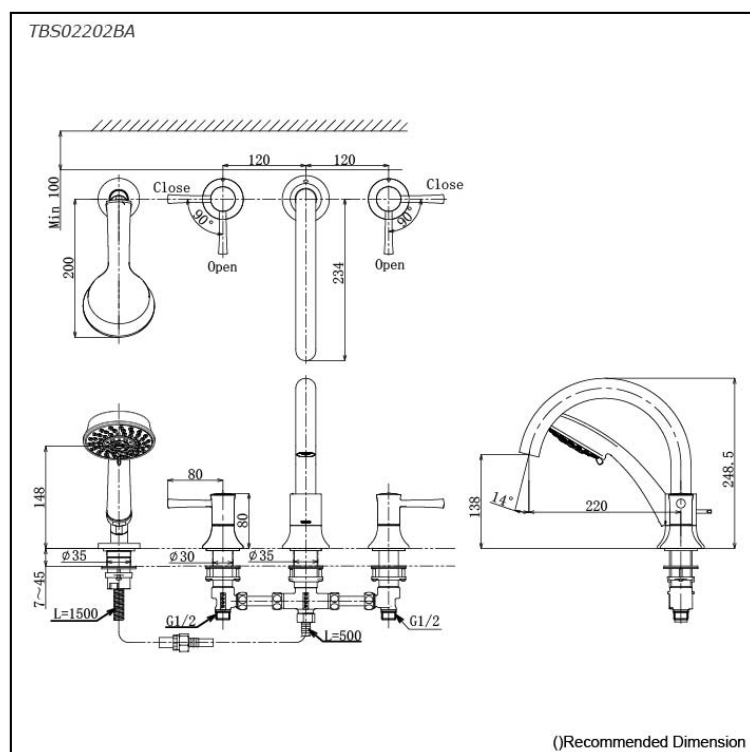 TBS02202BA
120
120
Close
Close
Min 100
90°
90°
Open
Open
200
234
80
148
80
14°
220
138
248.5
φ35
φ30
φ35
7~45
L=1500
G1/2
G1/2
L=500
()Recommended Dimension